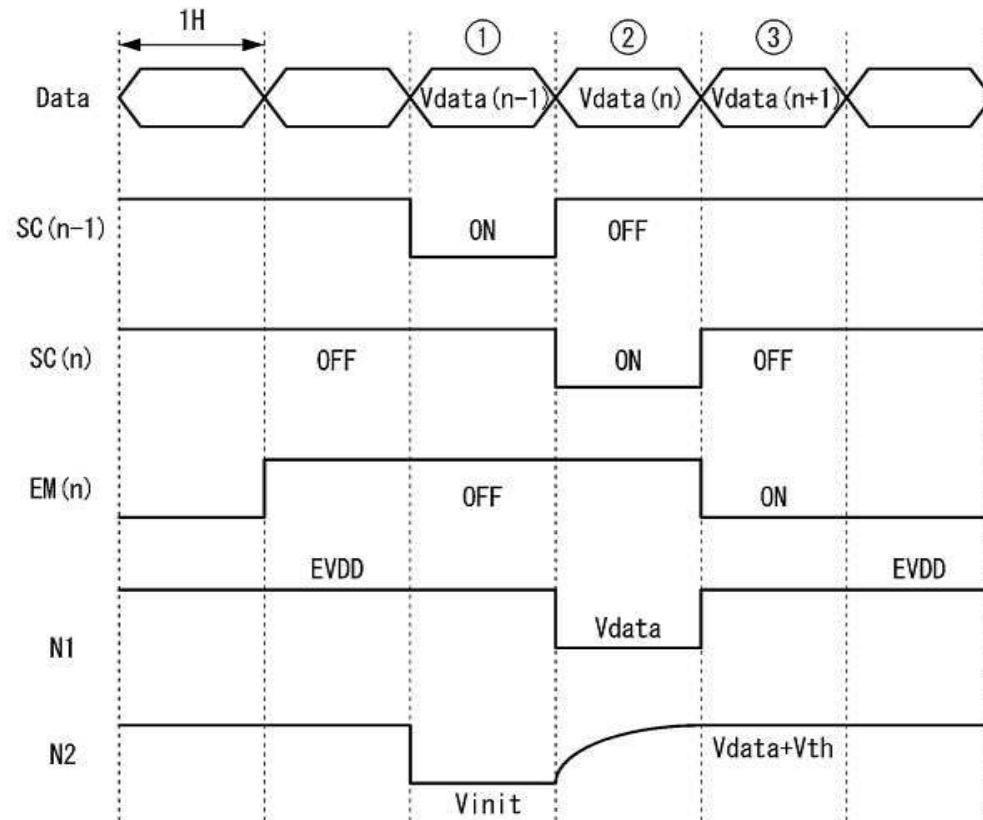 1H
① ② ③
Data Vdata(n-1) Vdata(n) Vdata(n+1)
SC(n-1) ON OFF
SC(n) OFF ON OFF
EM(n) OFF ON
EVDD EVDD
N1 Vdata
N2 Vdata+Vth
Vinit